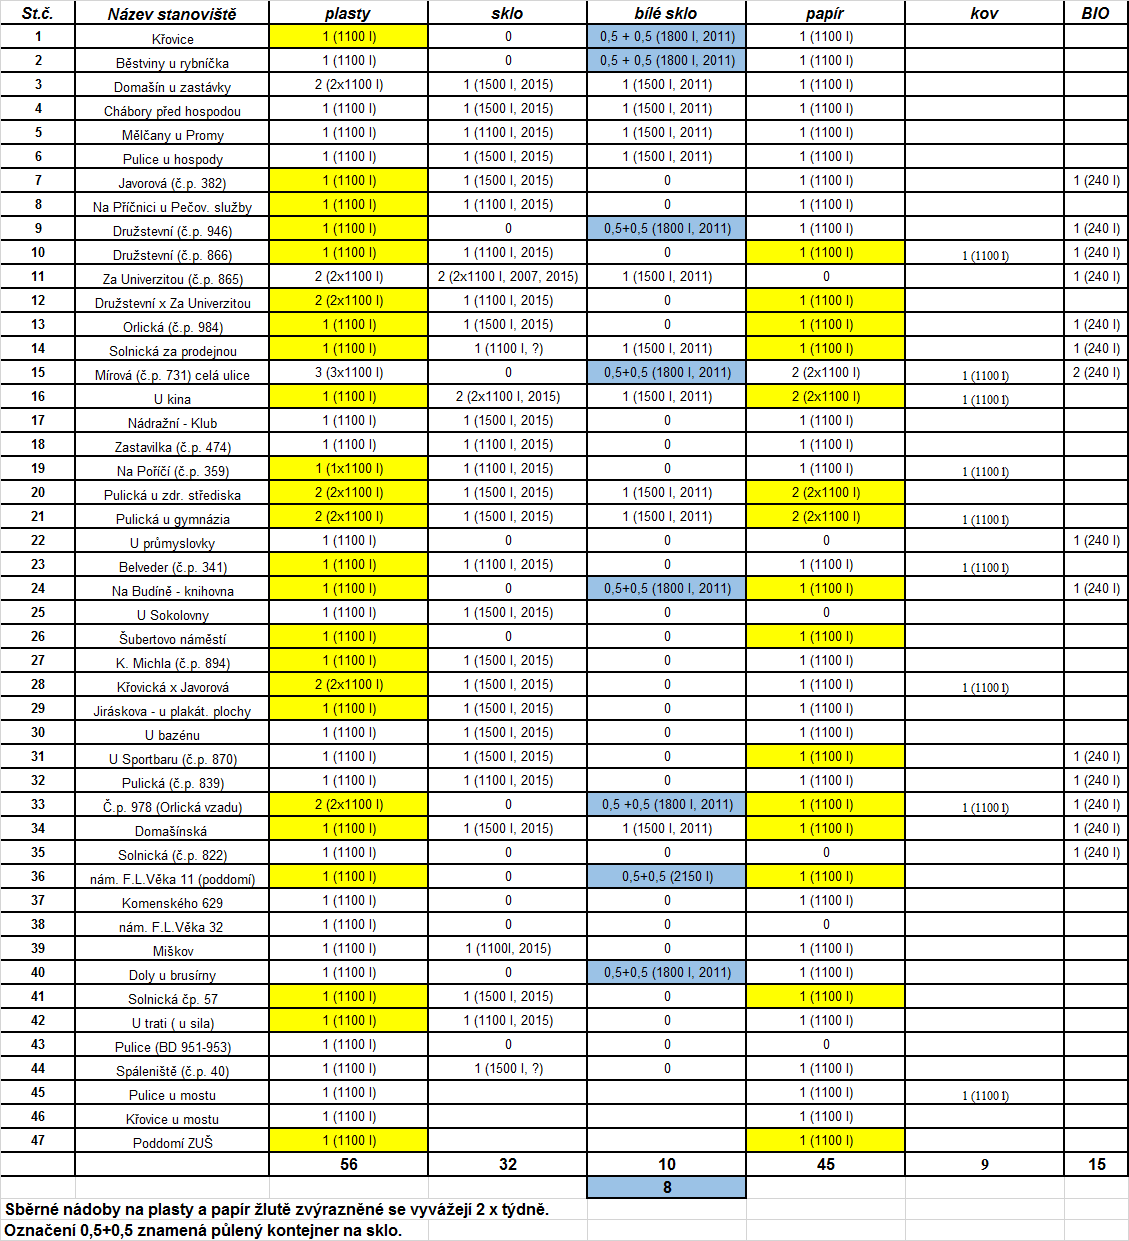 St.č. Název stanoviště plasty sklo bílé sklo papír kov BIO
1 Křovice 1 (1100 l) 0 0,5 + 0,5 (1800 l, 2011) 1 (1100 l)
2 Běstviny u rybníčka 1 (1100 l) 0 0,5 + 0,5 (1800 l, 2011) 1 (1100 l)
3 Domašín u zastávky 2 (2x1100 l) 1 (1500 l, 2015) 1 (1500 l, 2011) 1 (1100 l)
4 Chábory před hospodou 1 (1100 l) 1 (1500 l, 2015) 1 (1500 l, 2011) 1 (1100 l)
5 Mělčany u Promy 1 (1100 l) 1 (1100 l, 2015) 1 (1500 l, 2011) 1 (1100 l)
6 Pulice u hospody 1 (1100 l) 1 (1500 l, 2015) 1 (1500 l, 2011) 1 (1100 l)
7 Javorová (č.p. 382) 1 (1100 l) 1 (1500 l, 2015) 0 1 (1100 l) 1 (240 l)
8 Na Příčnici u Pečov. služby 1 (1100 l) 1 (1100 l, 2015) 0 1 (1100 l)
9 Družstevní (č.p. 946) 1 (1100 l) 0 0,5+0,5 (1800 l, 2011) 1 (1100 l) 1 (240 l)
10 Družstevní (č.p. 866) 1 (1100 l) 1 (1100 l, 2015) 0 1 (1100 l) 1 (1100 l) 1 (240 l)
11 Za Univerzitou (č.p. 865) 2 (2x1100 l) 2 (2x1100 l, 2007, 2015) 1 (1500 l, 2011) 0 1 (240 l)
12 Družstevní x Za Univerzitou 2 (2x1100 l) 1 (1100 l, 2015) 0 1 (1100 l)
13 Orlická (č.p. 984) 1 (1100 l) 1 (1500 l, 2015) 0 1 (1100 l) 1 (240 l)
14 Solnická za prodejnou 1 (1100 l) 1 (1100 l, ?) 1 (1500 l, 2011) 1 (1100 l) 1 (240 l)
15 Mírová (č.p. 731) celá ulice 3 (3x1100 l) 0 0,5+0,5 (1800 l, 2011) 2 (2x1100 l) 1 (1100 l) 2 (240 l)
16 U kina 1 (1100 l) 2 (2x1100 l, 2015) 1 (1500 l, 2011) 2 (2x1100 l) 1 (1100 l)
17 Nádražní - Klub 1 (1100 l) 1 (1500 l, 2015) 0 1 (1100 l)
18 Zastavilka (č.p. 474) 1 (1100 l) 1 (1100 l, 2015) 0 1 (1100 l)
19 Na Poříčí (č.p. 359) 1 (1x1100 l) 1 (1100 l, 2015) 0 1 (1100 l) 1 (1100 l)
20 Pulická u zdr. střediska 2 (2x1100 l) 1 (1500 l, 2015) 1 (1500 l, 2011) 2 (2x1100 l)
21 Pulická u gymnázia 2 (2x1100 l) 1 (1500 l, 2015) 1 (1500 l, 2011) 2 (2x1100 l) 1 (1100 l)
22 U průmyslovky 1 (1100 l) 0 0 0 1 (240 l)
23 Belveder (č.p. 341) 1 (1100 l) 1 (1100 l, 2015) 0 1 (1100 l) 1 (1100 l)
24 Na Budíně - knihovna 1 (1100 l) 0 0,5+0,5 (1800 l, 2011) 1 (1100 l) 1 (240 l)
25 U Sokolovny 1 (1100 l) 1 (1500 l, 2015) 0 0
26 Šubertovo náměstí 1 (1100 l) 0 0 1 (1100 l)
27 K. Michla (č.p. 894) 1 (1100 l) 1 (1500 l, 2015) 0 1 (1100 l)
28 Křovická x Javorová 2 (2x1100 l) 1 (1500 l, 2015) 0 1 (1100 l) 1 (1100 l)
29 Jiráskova - u plakát. plochy 1 (1100 l) 1 (1500 l, 2015) 0 1 (1100 l)
30 U bazénu 1 (1100 l) 1 (1500 l, 2015) 0 1 (1100 l)
31 U Sportbaru (č.p. 870) 1 (1100 l) 1 (1500 l, 2015) 0 1 (1100 l) 1 (240 l)
32 Pulická (č.p. 839) 1 (1100 l) 1 (1100 l, 2015) 0 1 (1100 l) 1 (240 l)
33 Č.p. 978 (Orlická vzadu) 2 (2x1100 l) 0 0,5 +0,5 (1800 l, 2011) 1 (1100 l) 1 (1100 l) 1 (240 l)
34 Domašínská 1 (1100 l) 1 (1500 l, 2015) 1 (1500 l, 2011) 1 (1100 l) 1 (240 l)
35 Solnická (č.p. 822) 1 (1100 l) 0 0 0 1 (240 l)
36 nám. F.L.Věka 11 (poddomí) 1 (1100 l) 0 0,5+0,5 (2150 l) 1 (1100 l)
37 Komenského 629 1 (1100 l) 0 0 1 (1100 l)
38 nám. F.L.Věka 32 1 (1100 l) 0 0 0
39 Miškov 1 (1100 l) 1 (1100l, 2015) 0 1 (1100 l)
40 Doly u brusírny 1 (1100 l) 0 0,5+0,5 (1800 l, 2011) 1 (1100 l)
41 Solnická čp. 57 1 (1100 l) 1 (1500 l, 2015) 0 1 (1100 l)
42 U trati ( u sila) 1 (1100 l) 1 (1100 l, 2015) 0 1 (1100 l)
43 Pulice (BD 951-953) 1 (1100 l) 0 0 0
44 Spáleniště (č.p. 40) 1 (1100 l) 1 (1500 l, ?) 0 1 (1100 l)
45 Pulice u mostu 1 (1100 l) 1 (1100 l) 1 (1100 l)
46 Křovice u mostu 1 (1100 l) 1 (1100 l)
47 Poddomí ZUŠ 1 (1100 l) 1 (1100 l)
56 32 10 45 9 15
8
Sběrné nádoby na plasty a papír žlutě zvýrazněné se vyvážejí 2 x týdně.
Označení 0,5+0,5 znamená půlený kontejner na sklo.